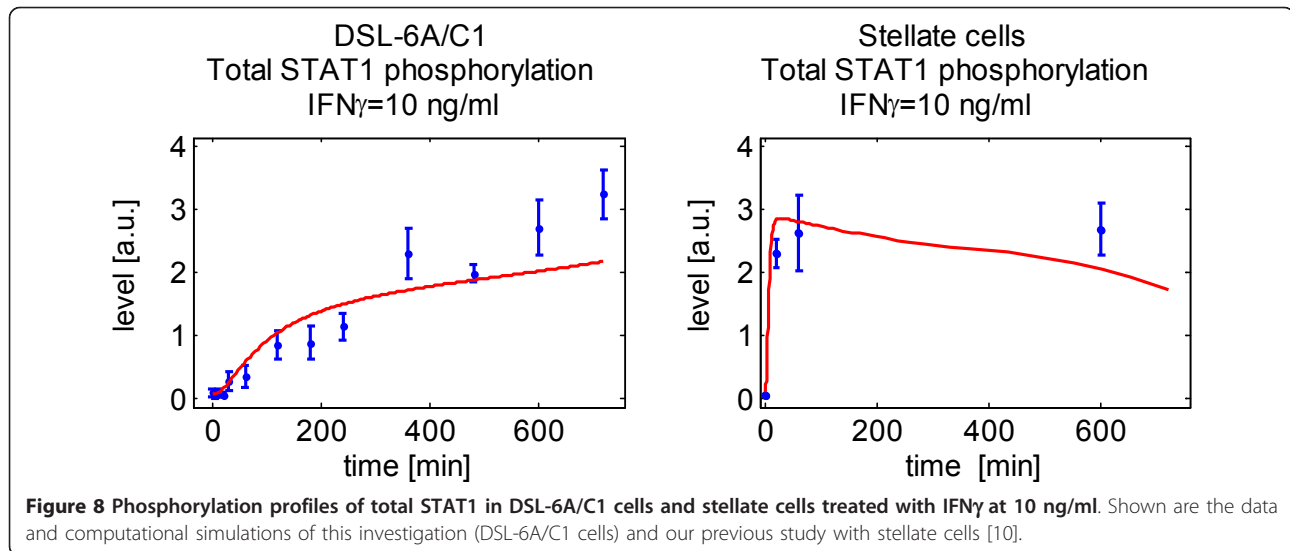 DSL-6A/C1
Total STAT1 phosphorylation
IFNγ=10 ng/ml
4
3
2
1
0
level [a.u.]
0 200 400 600
time [min]
Stellate cells
Total STAT1 phosphorylation
IFNγ=10 ng/ml
4
3
2
1
0
level [a.u.]
0 200 400 600
time [min]
Figure 8 Phosphorylation profiles of total STAT1 in DSL-6A/C1 cells and stellate cells treated with IFNγ at 10 ng/ml. Shown are the data
and computational simulations of this investigation (DSL-6A/C1 cells) and our previous study with stellate cells [10].